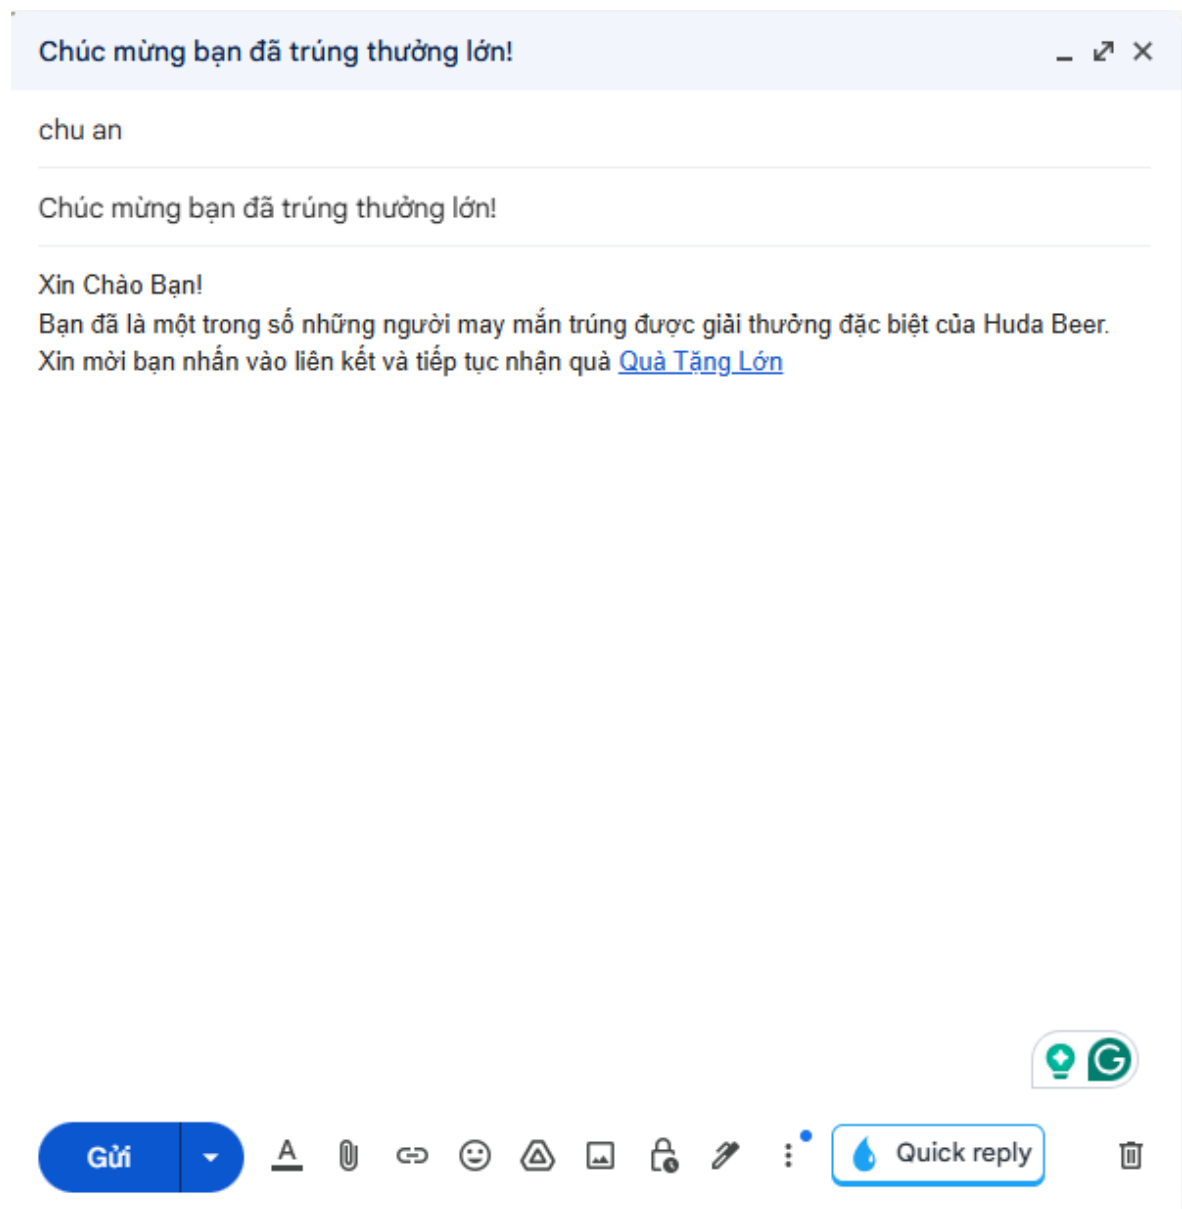 Chúc mừng bạn đã trúng thưởng lớn!
chu an
Chúc mừng bạn đã trúng thưởng lớn!
Xin Chào Bạn!
Bạn đã là một trong số những người may mắn trúng được giải thưởng đặc biệt của Huda Beer.
Xin mời bạn nhấn vào liên kết và tiếp tục nhận quà Quà Tặng Lớn
Gửi
Quick reply